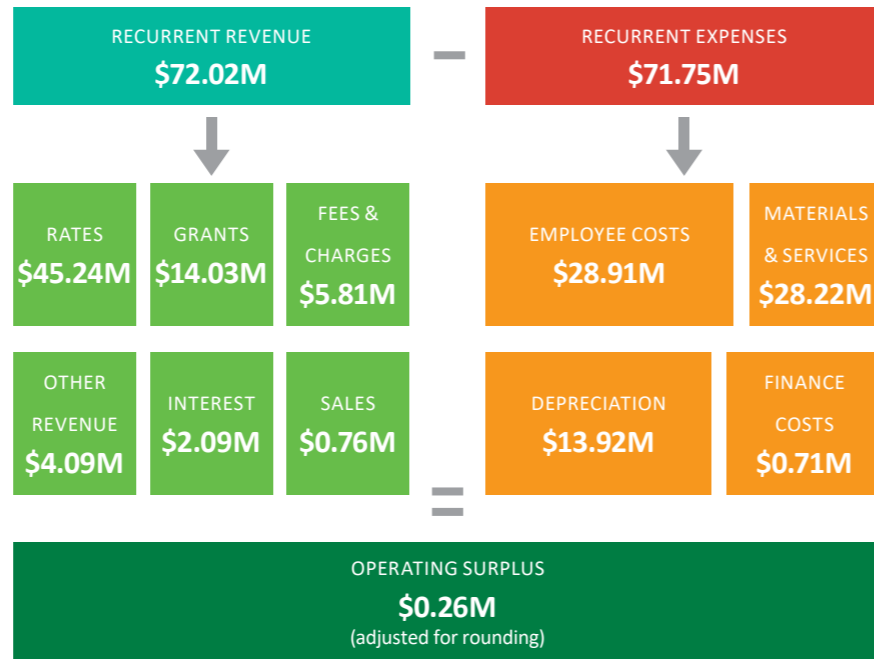 RECURRENT REVENUE
$72.02M
–
RECURRENT EXPENSES
$71.75M
RATES
$45.24M
GRANTS
$14.03M
FEES &
CHARGES
$5.81M
EMPLOYEE COSTS
$28.91M
MATERIALS
& SERVICES
$28.22M
OTHER
REVENUE
$4.09M
INTEREST
$2.09M
SALES
$0.76M
DEPRECIATION
$13.92M
FINANCE
COSTS
$0.71M
=
OPERATING SURPLUS
$0.26M
(adjusted for rounding)